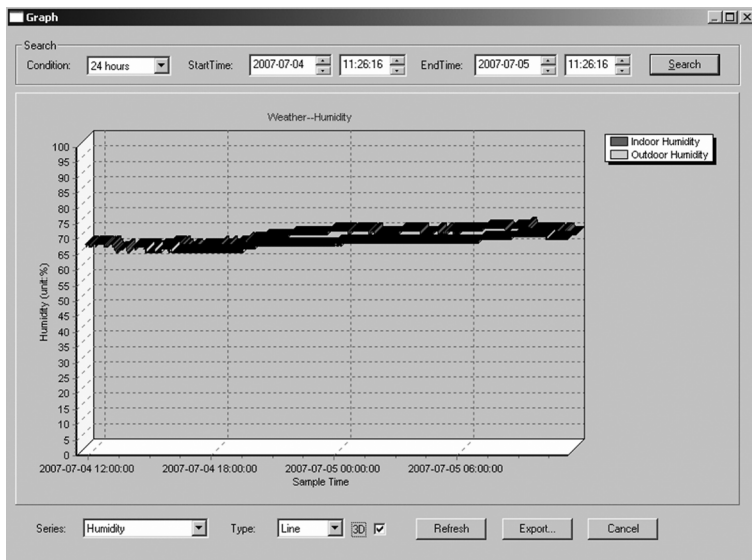 Graph
Search
Condition: 24 hours StartTime: 2007-07-04 11:26:16 EndTime: 2007-07-05 11:26:16 Search
Weather--Humidity
Indoor Humidity
Outdoor Humidity
Humidity (unit:%)
100
95
90
85
80
75
70
65
60
55
50
45
40
35
30
25
20
15
10
5
0
2007-07-04 12:00:00 2007-07-04 18:00:00 2007-07-05 00:00:00 2007-07-05 06:00:00
Sample Time
Series: Humidity Type: Line 3D Refresh Export... Cancel